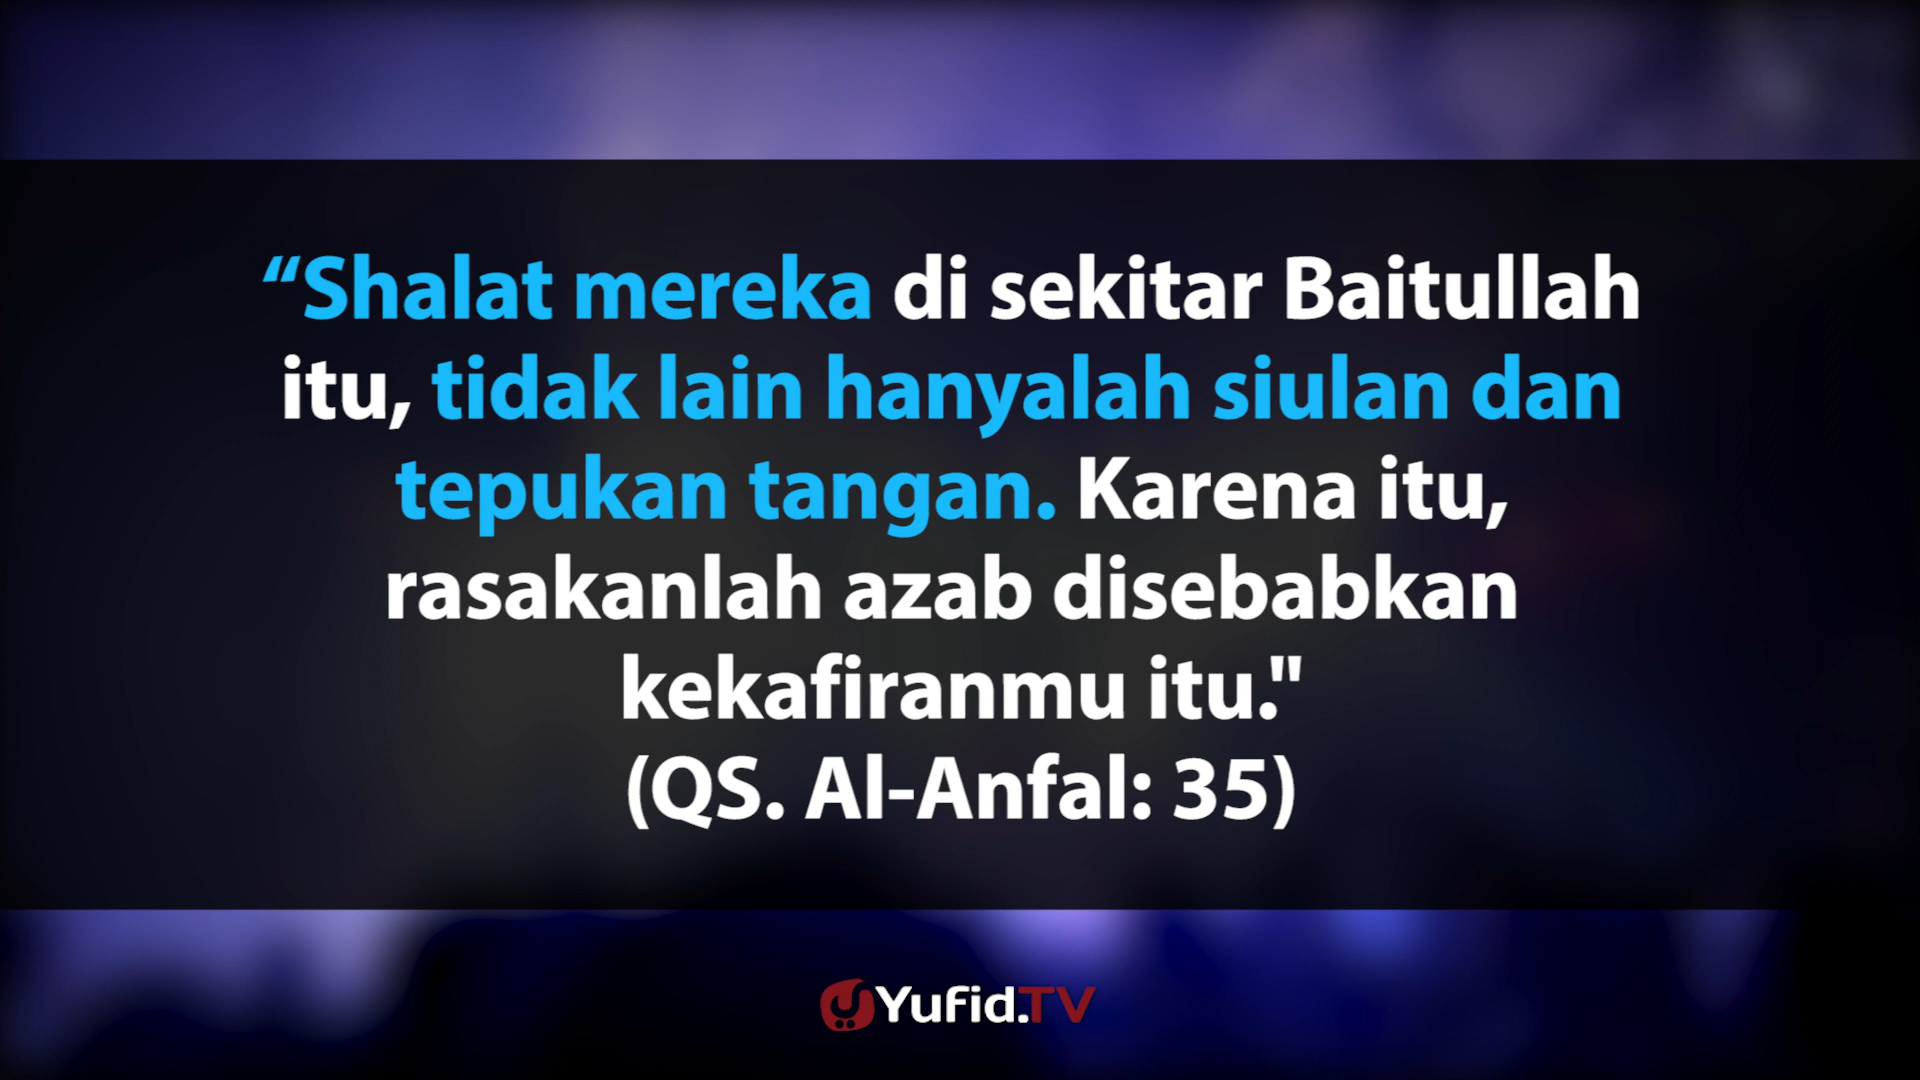 “Shalat mereka di sekitar Baitullah
itu, tidak lain hanyalah siulan dan
tepukan tangan. Karena itu,
rasakanlah azab disebabkan
kekafiranmu itu."
(QS. Al-Anfal: 35)
Yufid.TV